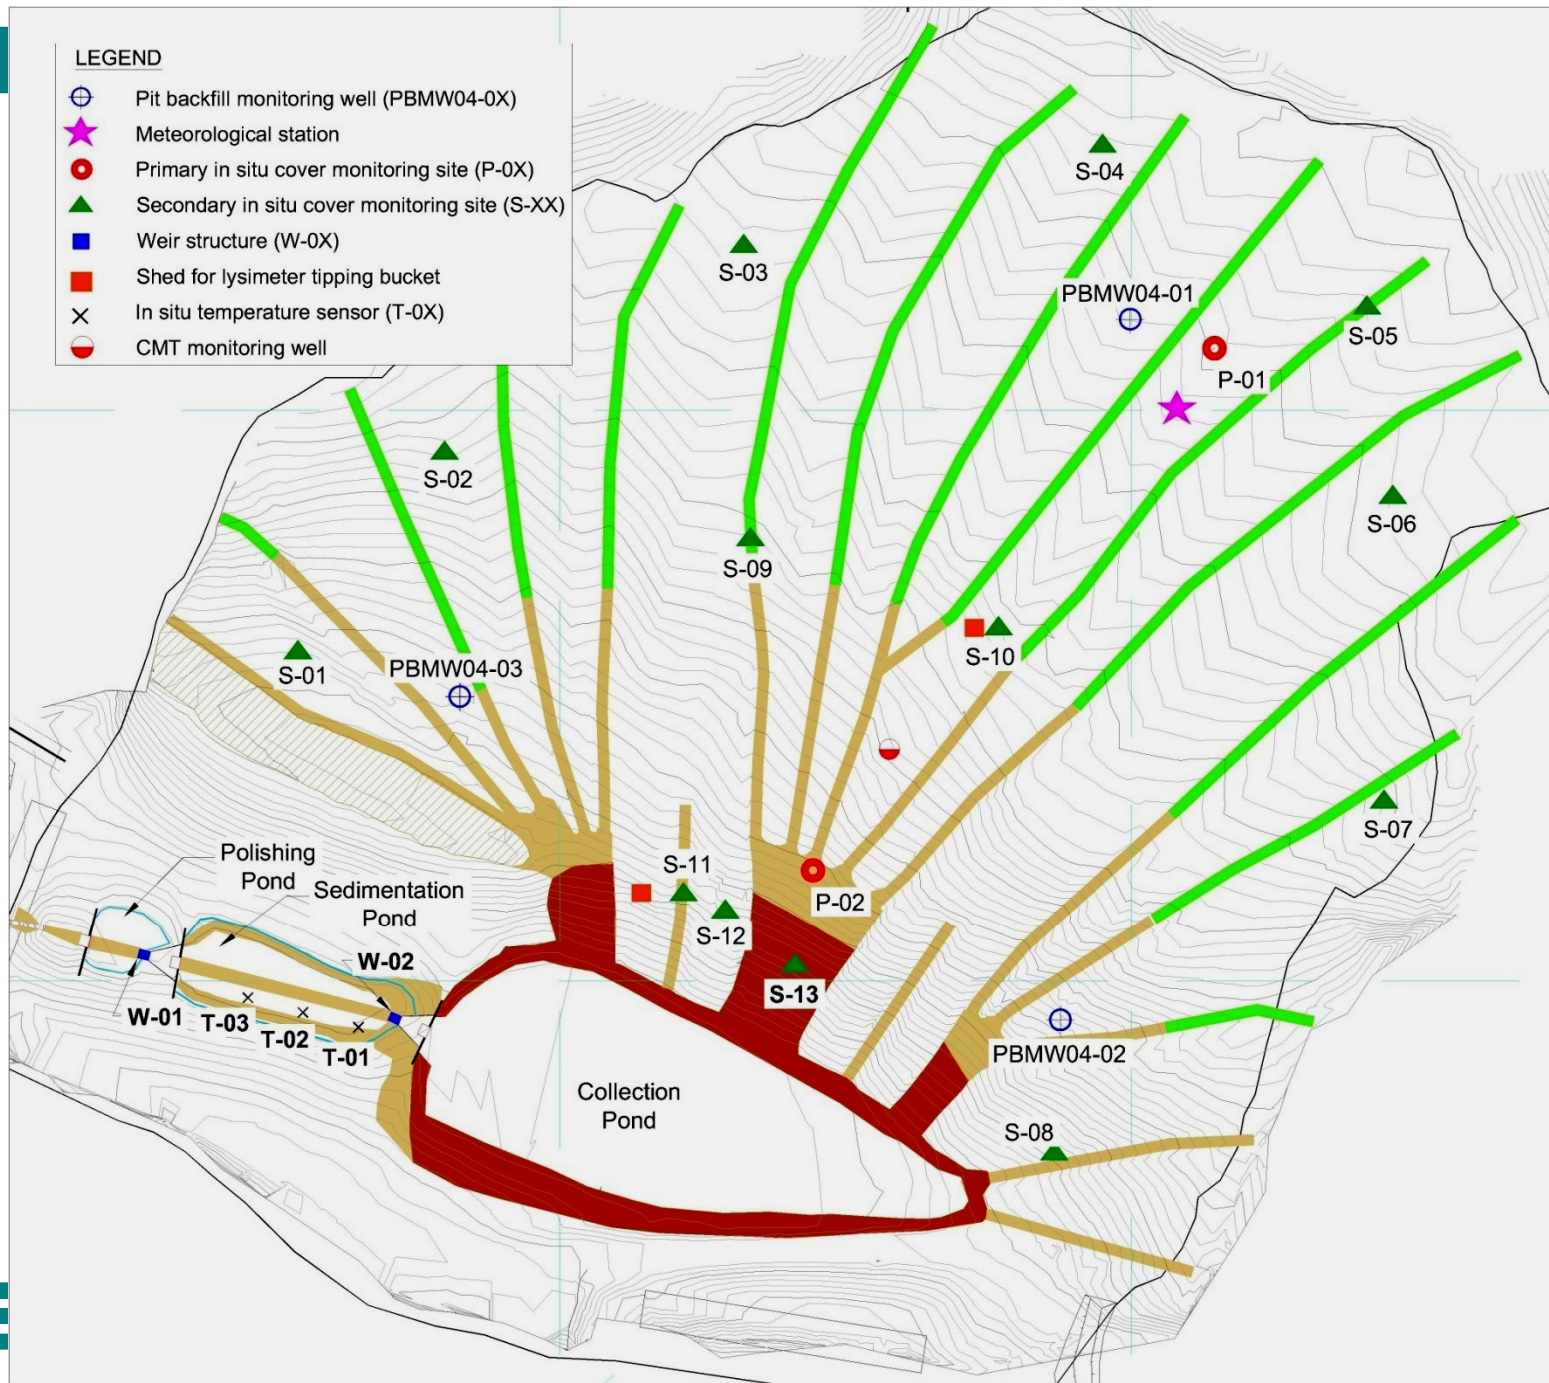 LEGEND
Pit backfill monitoring well (PBMW04-0X)
Meteorological station
Primary in situ cover monitoring site (P-0X)
Secondary in situ cover monitoring site (S-XX)
Weir structure (W-0X)
Shed for lysimeter tipping bucket
In situ temperature sensor (T-0X)
CMT monitoring well
S-04
S-03
PBMW04-01
S-05
P-01
S-02
S-06
S-09
S-10
PBMW04-03
S-01
S-07
Polishing
Pond
S-11
Sedimentation
Pond
P-02
S-12
W-02
S-13
W-01
T-03
T-02
T-01
PBMW04-02
Collection
Pond
S-08